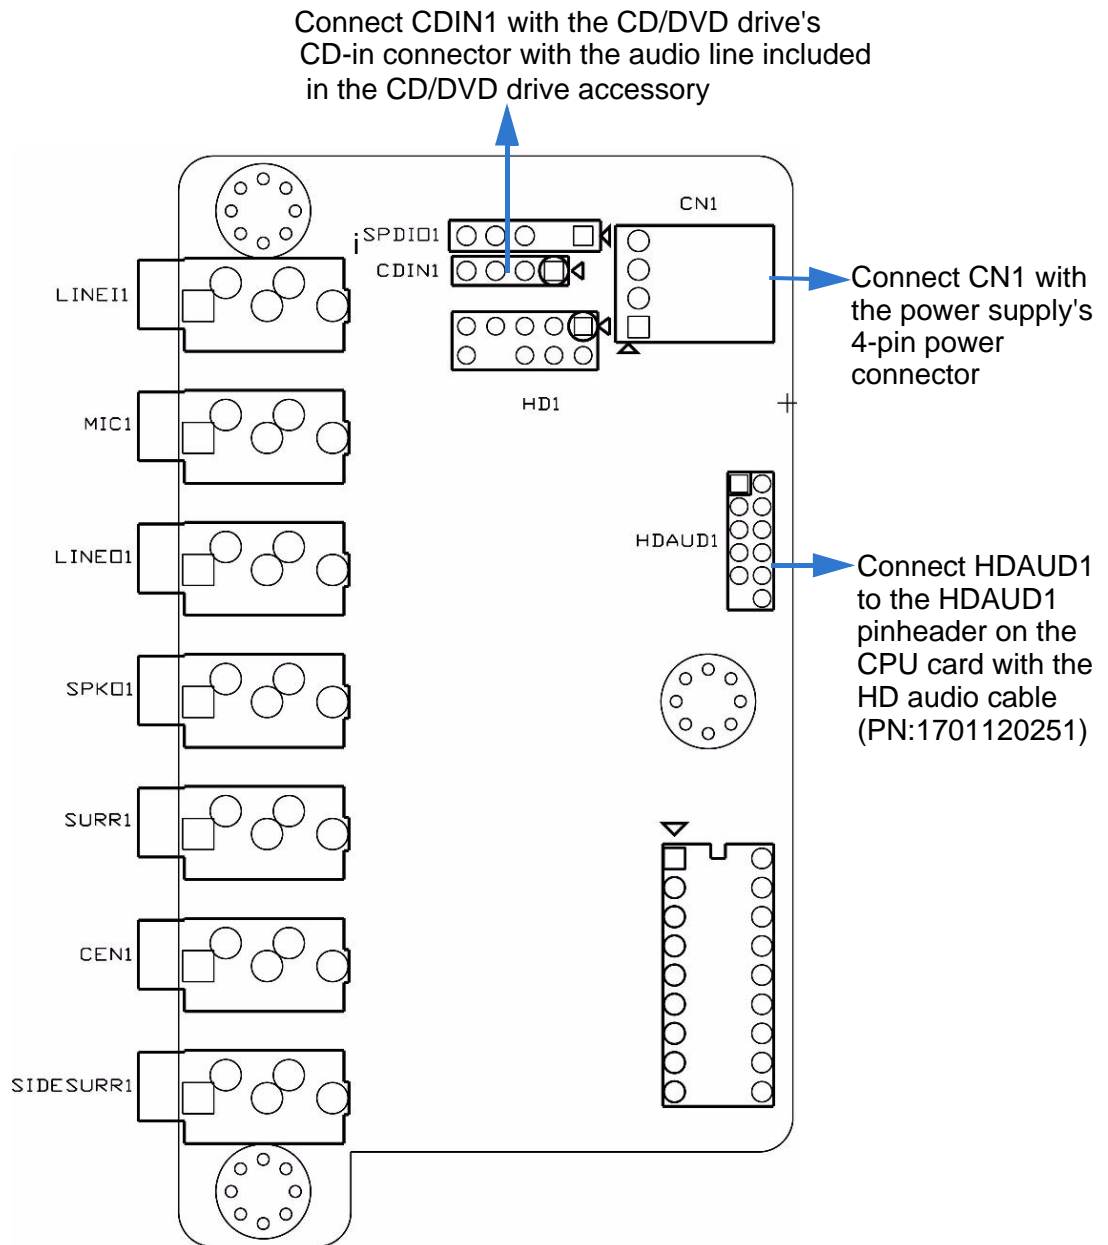 Connect CDIN1 with the CD/DVD drive's
CD-in connector with the audio line included
in the CD/DVD drive accessory
CN1
iSPDIO1
CDIN1
LINEI1
Connect CN1 with
the power supply's
4-pin power
connector
HD1
MIC1
HDAUD1
LINEO1
Connect HDAUD1
to the HDAUD1
pinheader on the
CPU card with the
HD audio cable
(PN:1701120251)
SPKO1
SURR1
CEN1
SIDESURR1